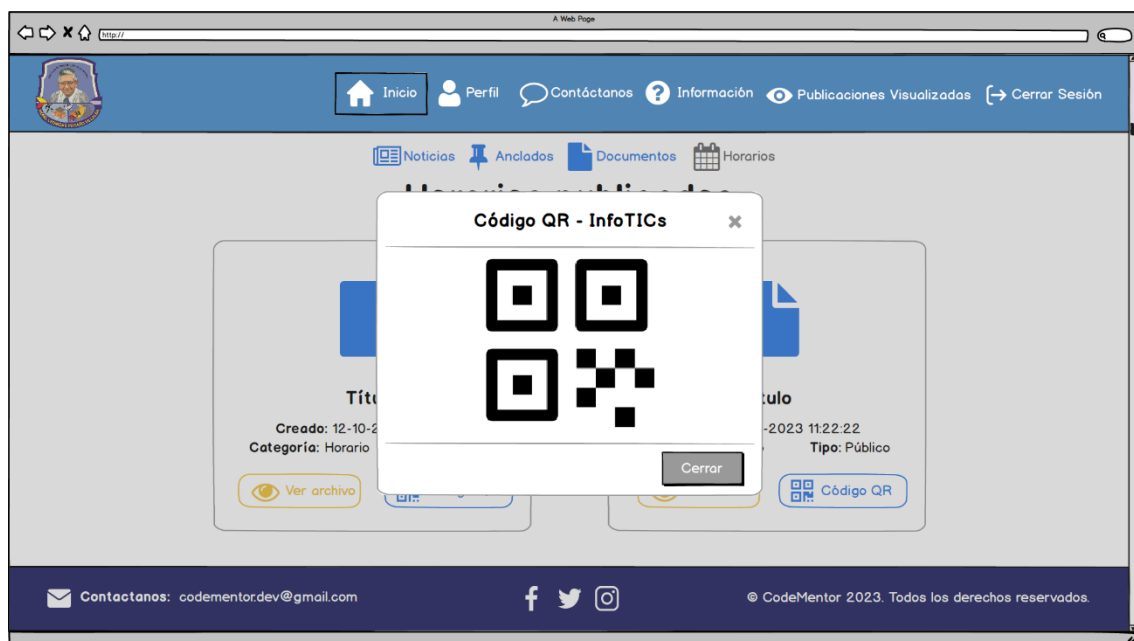 A Web Page
http://
Inicio Perfil Contáctanos Información Publicaciones Visualizadas Cerrar Sesión
Noticias Anclados Documentos Horarios
Código QR - InfoTICs
Creado: 12-10-2 -2023 11:22:22
Categoría: Horario Tipo: Público
Ver archivo Código QR
Cerrar
Contactanos: codementor.dev@gmail.com © CodeMentor 2023. Todos los derechos reservados.